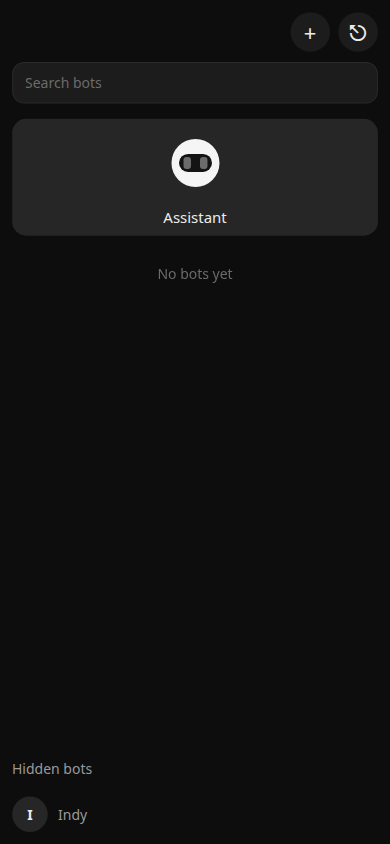 +
Search bots
Assistant
No bots yet
Hidden bots
I Indy